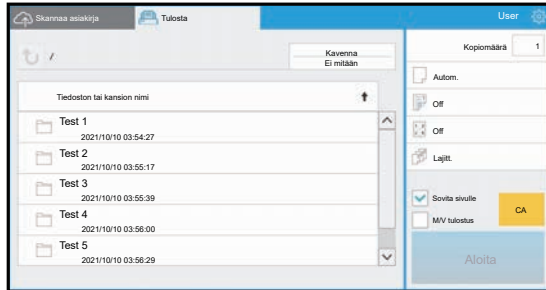 Skannaa asiakirja
Tulosta
User
/
Kavenna
Ei mitään
Kopiomäärä 1
Tiedoston tai kansion nimi
Test 1
2021/10/10 03:54:27
Test 2
2021/10/10 03:55:17
Test 3
2021/10/10 03:55:39
Test 4
2021/10/10 03:56:00
Test 5
2021/10/10 03:56:29
Autom.
Off
Off
Lajitt.
Sovita sivulle
M/V tulostus
CA
Aloita